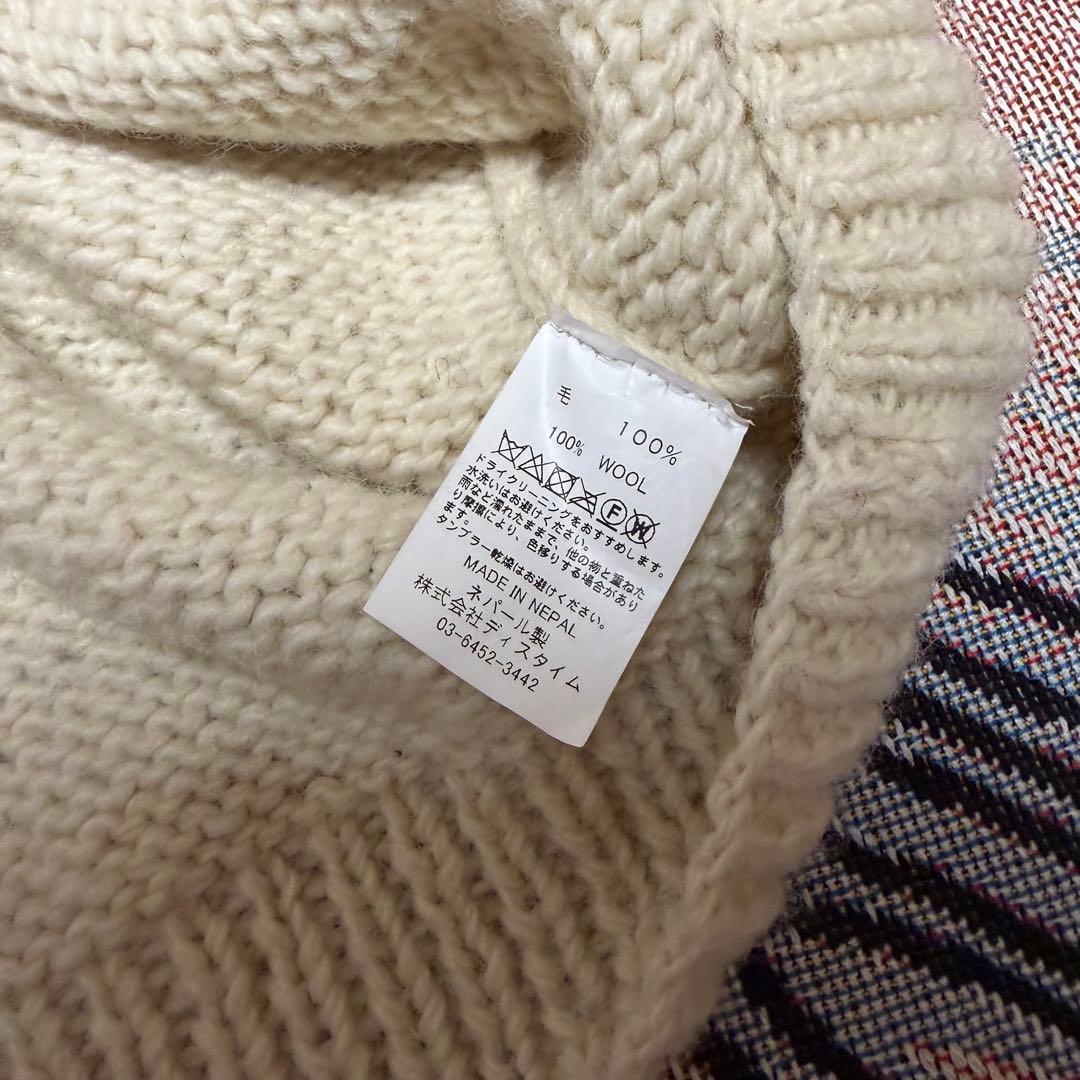 毛 100%
100% WOOL
F W
ドライクリーニングをおすすめします。
水洗いはお避けください。
雨など濡れたままで、他の物と重ねた
り摩擦により、色移りする場合があり
ます。
タンブラー乾燥はお避けください。
MADE IN NEPAL
ネパール製
株式会社ディスタイム
03-6452-3442